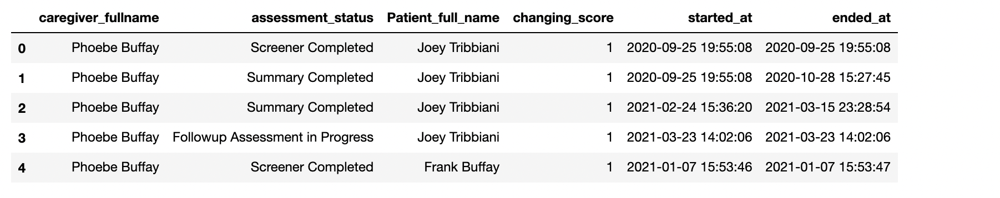 caregiver_fullname assessment_status Patient_full_name changing_score started_at ended_at
0 Phoebe Buffay Screener Completed Joey Tribbiani 1 2020-09-25 19:55:08 2020-09-25 19:55:08
1 Phoebe Buffay Summary Completed Joey Tribbiani 1 2020-09-25 19:55:08 2020-10-28 15:27:45
2 Phoebe Buffay Summary Completed Joey Tribbiani 1 2021-02-24 15:36:20 2021-03-15 23:28:54
3 Phoebe Buffay Followup Assessment in Progress Joey Tribbiani 1 2021-03-23 14:02:06 2021-03-23 14:02:06
4 Phoebe Buffay Screener Completed Frank Buffay 1 2021-01-07 15:53:46 2021-01-07 15:53:47